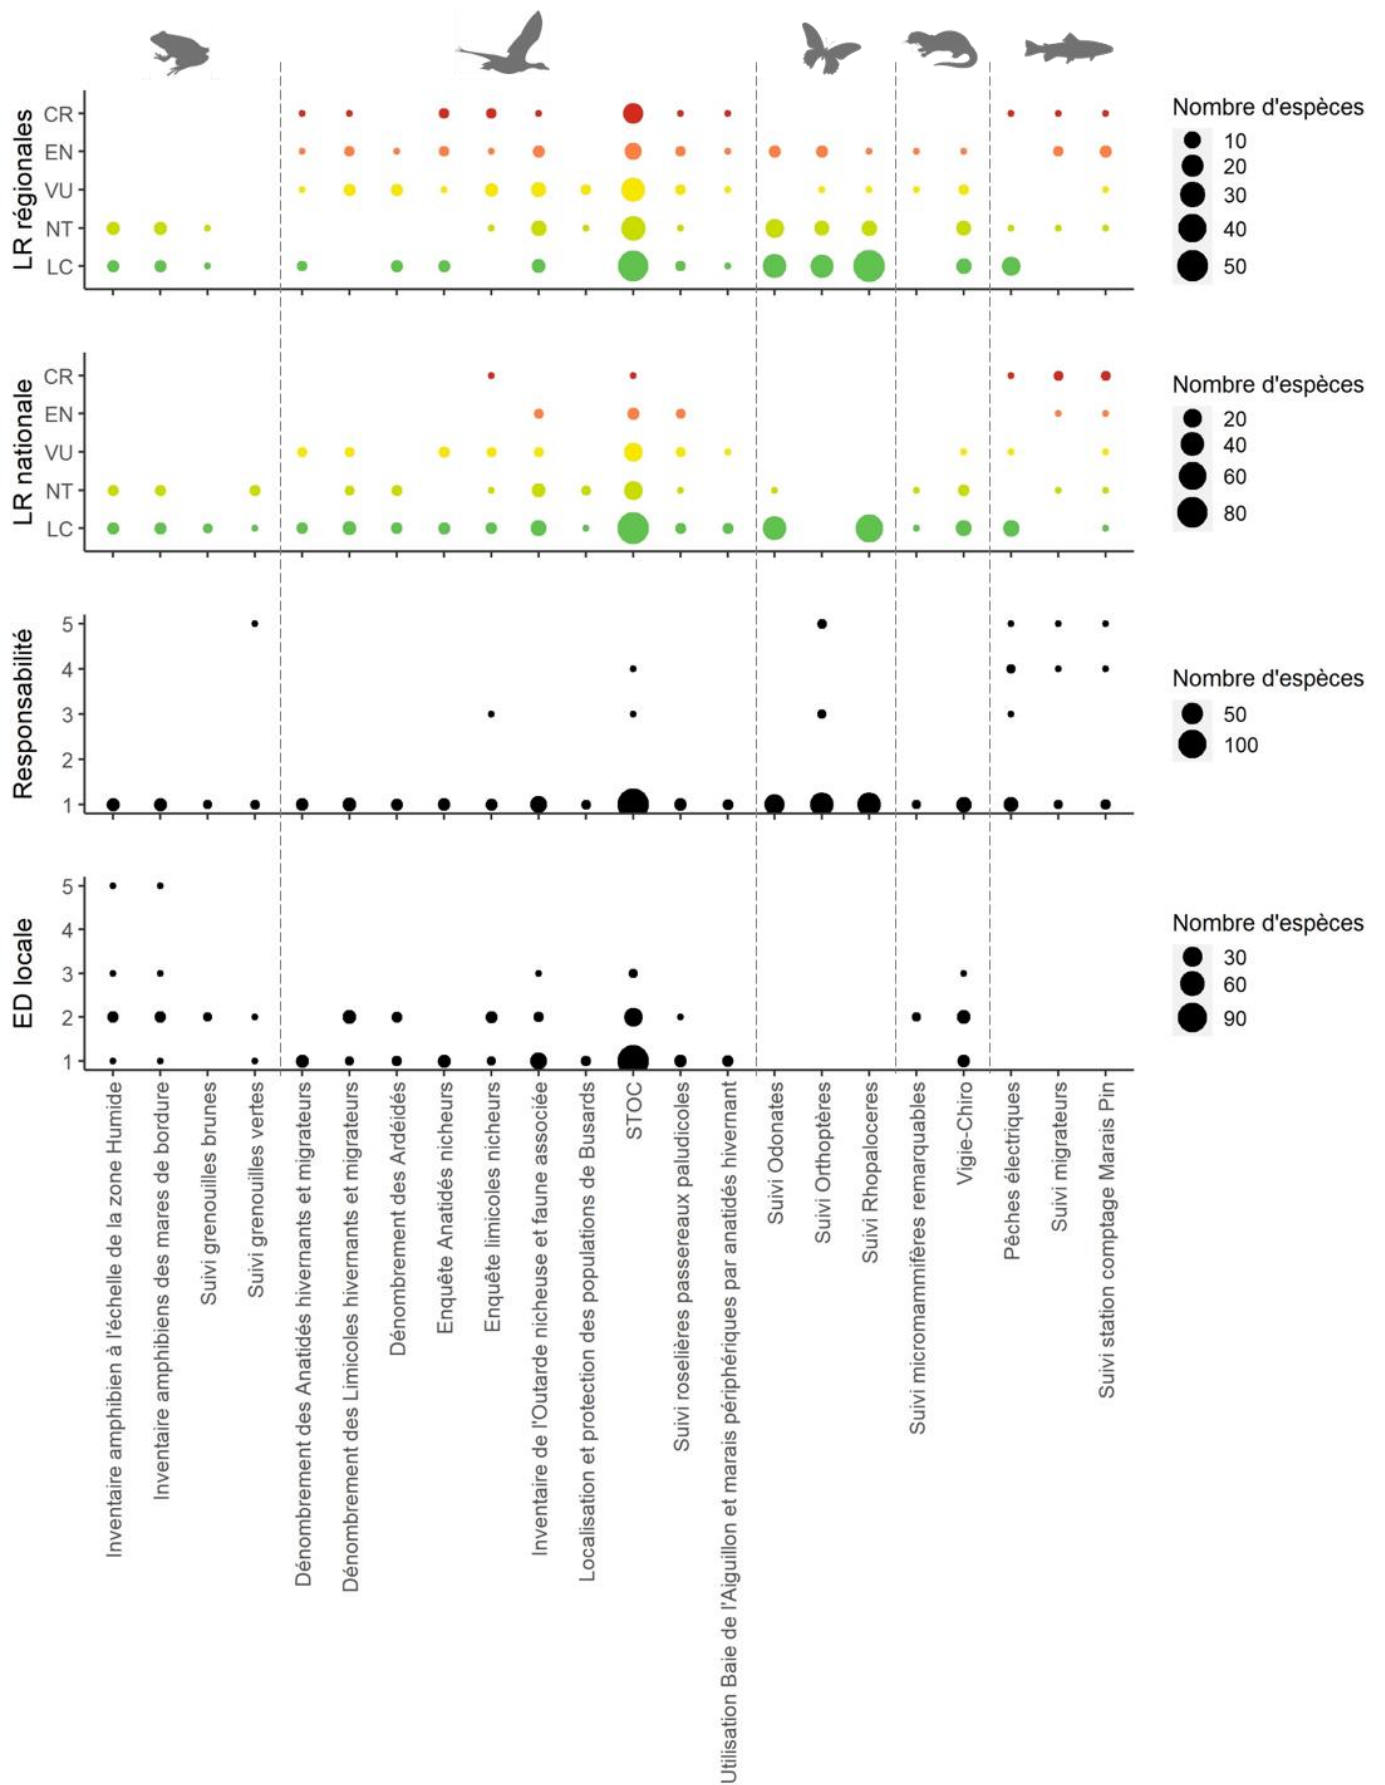 LR régionales
CR
EN
VU
NT
LC
Nombre d'espèces
10
20
30
40
50
LR nationale
CR
EN
VU
NT
LC
Nombre d'espèces
20
40
60
80
Responsabilité
5
4
3
2
1
Nombre d'espèces
50
100
ED locale
5
4
3
2
1
Nombre d'espèces
30
60
90
Inventaire amphibien à l'échelle de la zone Humide
Inventaire amphibiens des mares de bordure
Suivi grenouilles brunes
Suivi grenouilles vertes
Dénombrement des Anatidés hivernants et migrateurs
Dénombrement des Limicoles hivernants et migrateurs
Dénombrement des Ardéidés
Enquête Anatidés nicheurs
Enquête limicoles nicheurs
Inventaire de l'Outarde nicheuse et faune associée
Localisation et protection des populations de Busards
STOC
Suivi roselières passereaux paludicoles
Utilisation Baie de l'Aiguillon et marais périphériques par anatidés hivernant
Suivi Odonates
Suivi Orthoptères
Suivi Rhopaloceres
Suivi micromammifères remarquables
Vigie-Chiro
Pêches électriques
Suivi migrateurs
Suivi station comptage Marais Pin